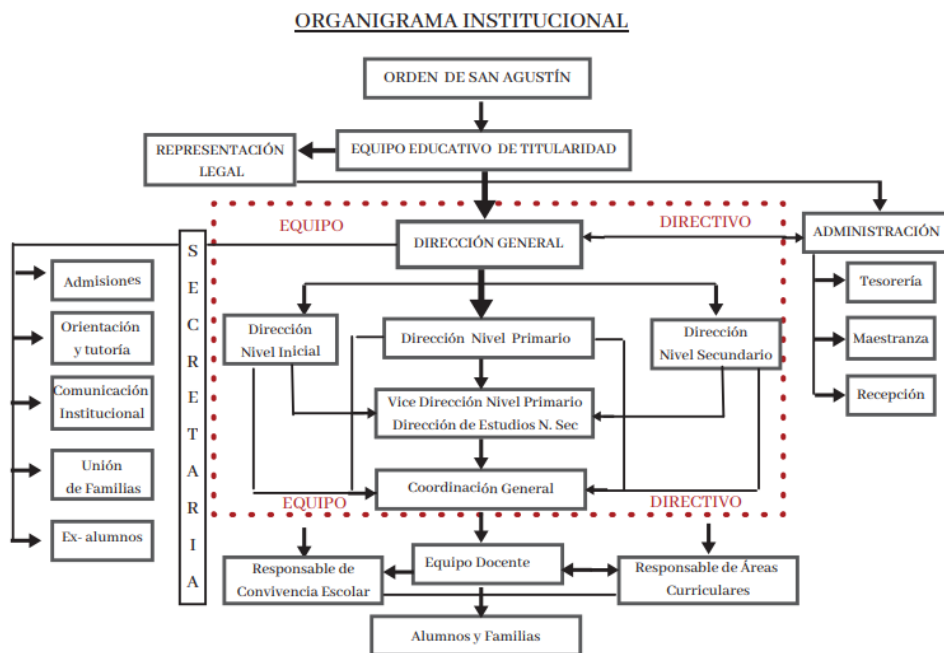 ORGANIGRAMA INSTITUCIONAL
ORDEN DE SAN AGUSTÍN
REPRESENTACIÓN
LEGAL
EQUIPO EDUCATIVO DE TITULARIDAD
EQUIPO
DIRECTIVO
DIRECCIÓN GENERAL
ADMINISTRACIÓN
SECRETARIA
Admisiones
Orientación
y tutoría
Comunicación
Institucional
Unión
de Familias
Ex- alumnos
Tesorería
Maestranza
Recepción
Dirección
Nivel Inicial
Dirección Nivel Primario
Dirección
Nivel Secundario
Vice Dirección Nivel Primario
Dirección de Estudios N. Sec
Coordinación General
EQUIPO
DIRECTIVO
Responsable de
Convivencia Escolar
Equipo Docente
Responsable de Áreas
Curriculares
Alumnos y Familias